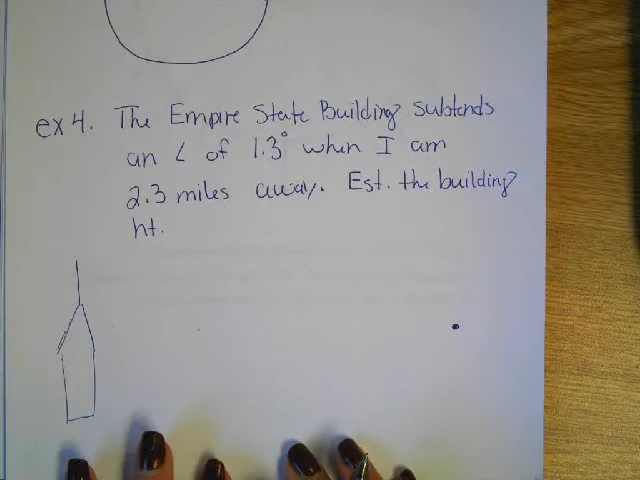 ex 4. The Empire State Building subtends
an ∠ of 1.3° when I am
2.3 miles away. Est. the building
ht.